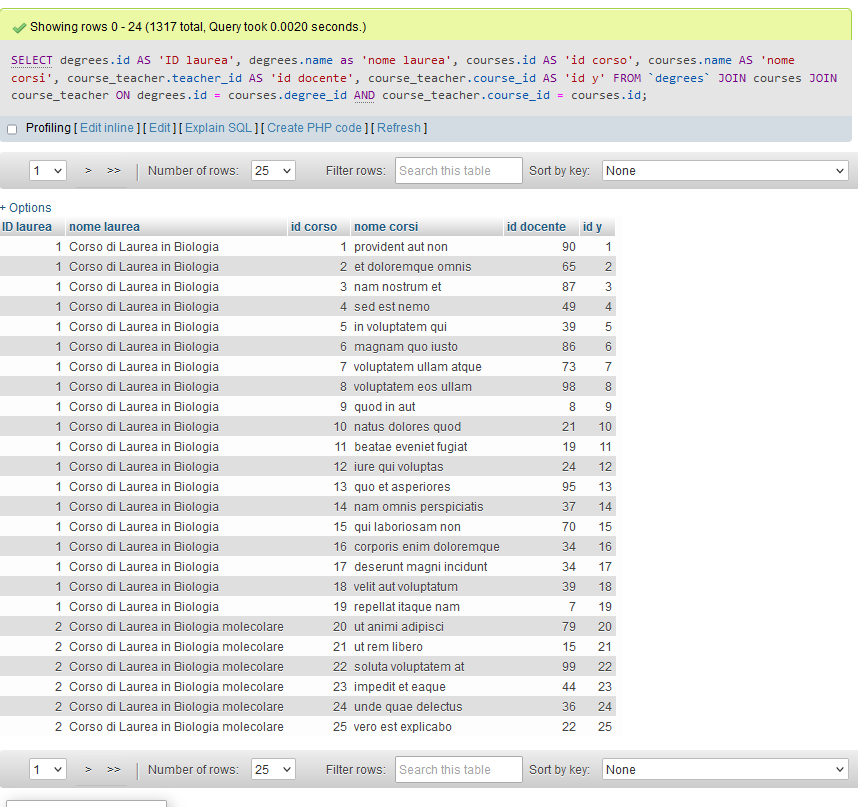 Showing rows 0 - 24 (1317 total, Query took 0.0020 seconds.)
SELECT degrees.id AS 'ID laurea', degrees.name as 'nome laurea', courses.id AS 'id corso', courses.name AS 'nome
corsi', course_teacher.teacher_id AS 'id docente', course_teacher.course_id AS 'id y' FROM `degrees` JOIN courses JOIN
course_teacher ON degrees.id = courses.degree_id AND course_teacher.course_id = courses.id;
Profiling [ Edit inline ] [ Edit ] [ Explain SQL ] [ Create PHP code ] [ Refresh ]
1 > >> Number of rows: 25 Filter rows: Search this table Sort by key: None
+ Options
ID laurea nome laurea id corso nome corsi id docente id y
1 Corso di Laurea in Biologia 1 provident aut non 90 1
1 Corso di Laurea in Biologia 2 et doloremque omnis 65 2
1 Corso di Laurea in Biologia 3 nam nostrum et 87 3
1 Corso di Laurea in Biologia 4 sed est nemo 49 4
1 Corso di Laurea in Biologia 5 in voluptatem qui 39 5
1 Corso di Laurea in Biologia 6 magnam quo iusto 86 6
1 Corso di Laurea in Biologia 7 voluptatem ullam atque 73 7
1 Corso di Laurea in Biologia 8 voluptatem eos ullam 98 8
1 Corso di Laurea in Biologia 9 quod in aut 8 9
1 Corso di Laurea in Biologia 10 natus dolores quod 21 10
1 Corso di Laurea in Biologia 11 beatae eveniet fugiat 19 11
1 Corso di Laurea in Biologia 12 iure qui voluptas 24 12
1 Corso di Laurea in Biologia 13 quo et asperiores 95 13
1 Corso di Laurea in Biologia 14 nam omnis perspiciatis 37 14
1 Corso di Laurea in Biologia 15 qui laboriosam non 70 15
1 Corso di Laurea in Biologia 16 corporis enim doloremque 34 16
1 Corso di Laurea in Biologia 17 deserunt magni incidunt 34 17
1 Corso di Laurea in Biologia 18 velit aut voluptatum 39 18
1 Corso di Laurea in Biologia 19 repellat itaque nam 7 19
2 Corso di Laurea in Biologia molecolare 20 ut animi adipisci 79 20
2 Corso di Laurea in Biologia molecolare 21 ut rem libero 15 21
2 Corso di Laurea in Biologia molecolare 22 soluta voluptatem at 99 22
2 Corso di Laurea in Biologia molecolare 23 impedit et eaque 44 23
2 Corso di Laurea in Biologia molecolare 24 unde quae delectus 36 24
2 Corso di Laurea in Biologia molecolare 25 vero est explicabo 22 25
1 > >> Number of rows: 25 Filter rows: Search this table Sort by key: None